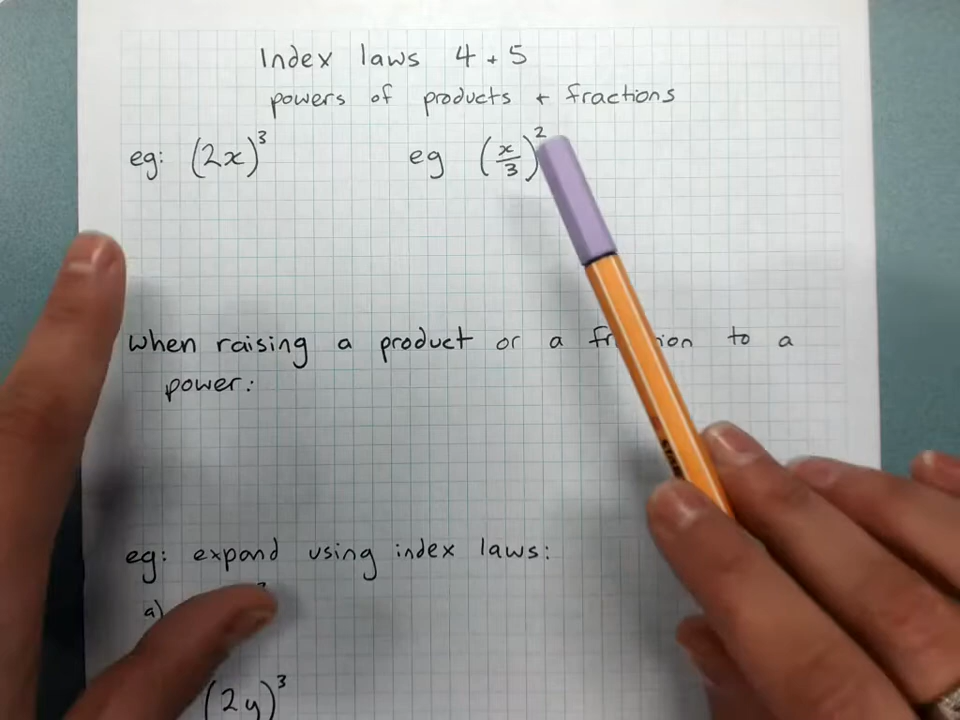 Index laws 4 + 5
powers of products + fractions
eg: (2x)³ eg (x/3)²
when raising a product or a to a
power:
eg: expand using index laws:
a)
(2y)³